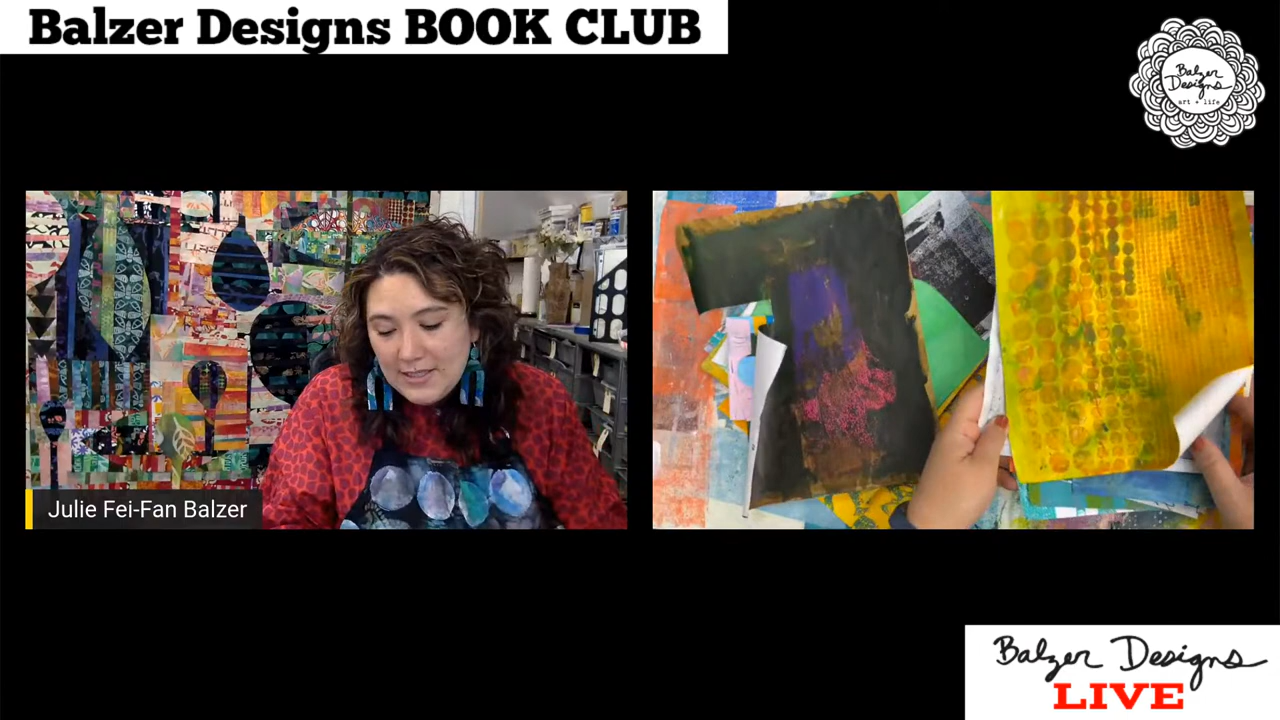 Balzer Designs BOOK CLUB
Balzer
Designs
art + life
Julie Fei-Fan Balzer
Balzer Designs
LIVE